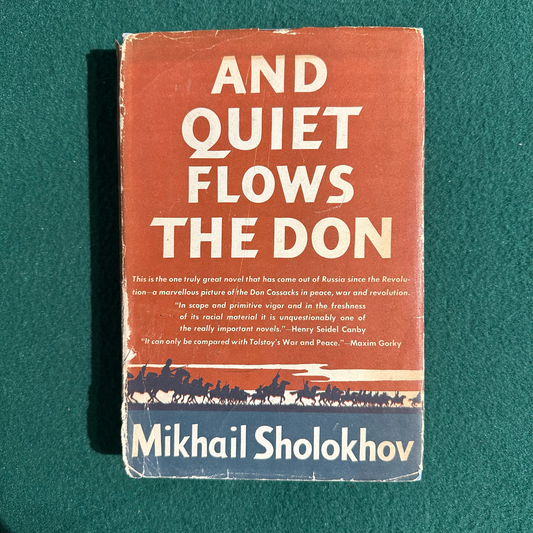 AND
QUIET
FLOWS
THE DON
This is the one truly great novel that has come out of Russia since the Revolu-
tion—a marvellous picture of the Don Cossacks in peace, war and revolution.
"In scope and primitive vigor and in the freshness
of its racial material it is unquestionably one of
the really important novels."—Henry Seidel Canby
"It can only be compared with Tolstoy's War and Peace."—Maxim Gorky
Mikhail Sholokhov